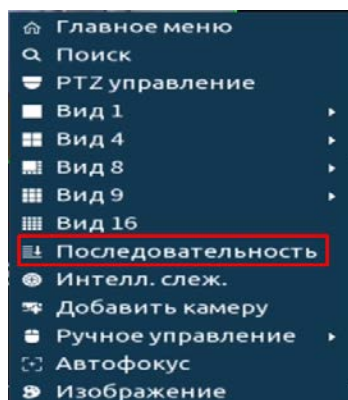 Главное меню
Поиск
PTZ управление
Вид 1
Вид 4
Вид 8
Вид 9
Вид 16
Последовательность
Интелл. слеж.
Добавить камеру
Ручное управление
Автофокус
Изображение